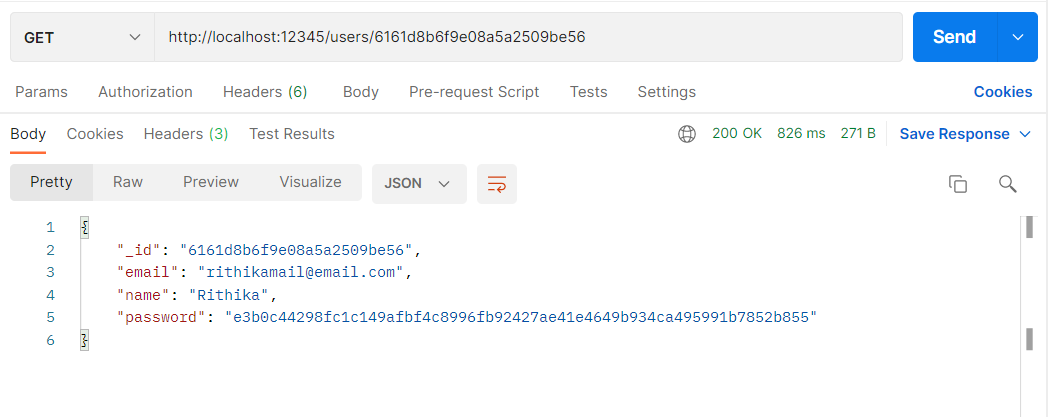 GET http://localhost:12345/users/6161d8b6f9e08a5a2509be56 Send
Params Authorization Headers (6) Body Pre-request Script Tests Settings Cookies
Body Cookies Headers (3) Test Results 200 OK 826 ms 271 B Save Response
Pretty Raw Preview Visualize JSON
1 {
2 "_id": "6161d8b6f9e08a5a2509be56",
3 "email": "rithikamail@email.com",
4 "name": "Rithika",
5 "password": "e3b0c44298fc1c149afbf4c8996fb92427ae41e4649b934ca495991b7852b855"
6 }